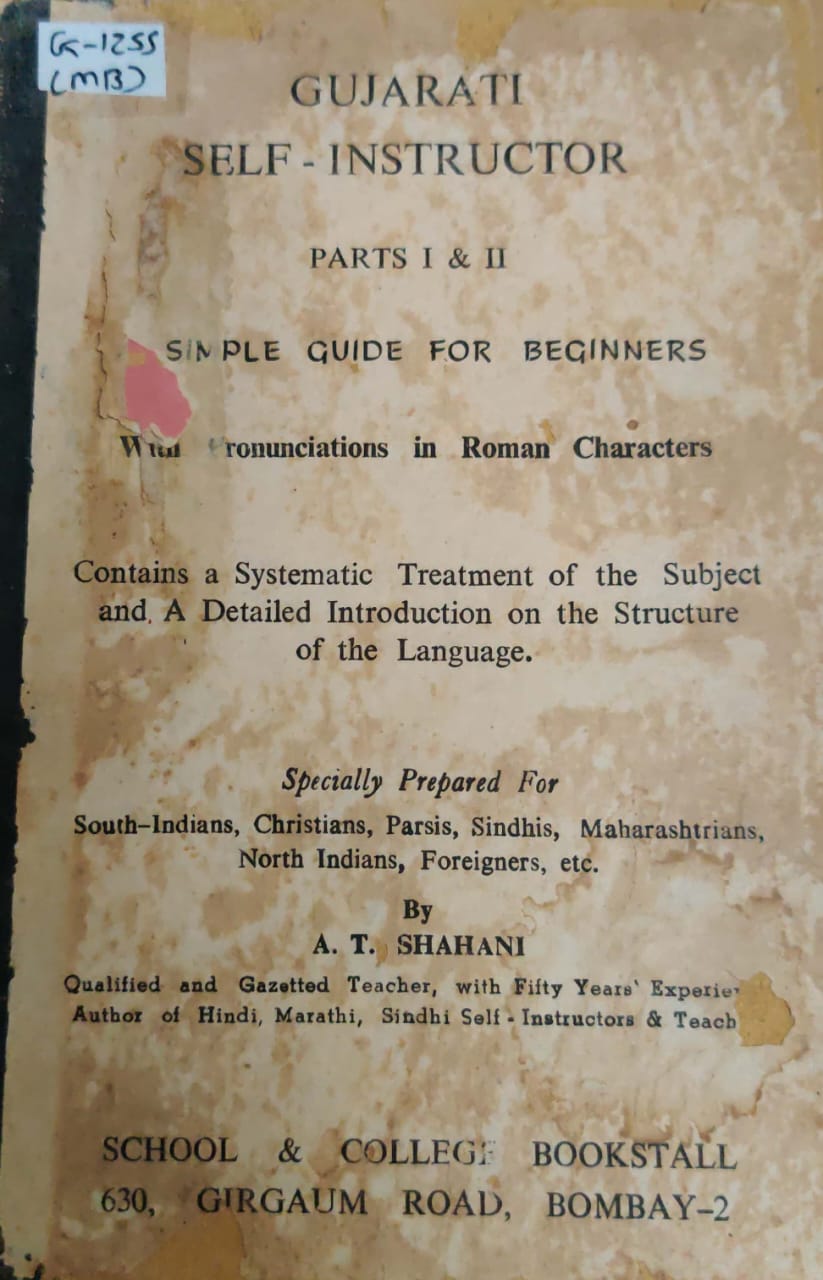 G-1255
(MB)
GUJARATI
SELF - INSTRUCTOR
PARTS I & II
SIMPLE GUIDE FOR BEGINNERS
With Pronunciations in Roman Characters
Contains a Systematic Treatment of the Subject
and A Detailed Introduction on the Structure
of the Language.
Specially Prepared For
South-Indians, Christians, Parsis, Sindhis, Maharashtrians,
North Indians, Foreigners, etc.
By
A. T. SHAHANI
Qualified and Gazetted Teacher, with Fifty Years' Experie
Author of Hindi, Marathi, Sindhi Self - Instructors & Teach
SCHOOL & COLLEGE BOOKSTALL
630, GIRGAUM ROAD, BOMBAY-2